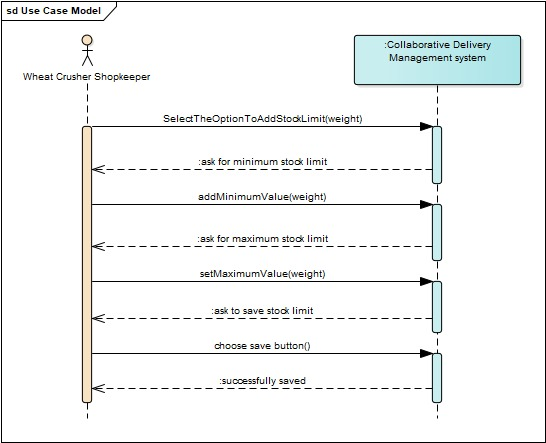 sd Use Case Model
:Collaborative Delivery
Management system
Wheat Crusher Shopkeeper
SelectTheOptionToAddStockLimit(weight)
:ask for minimum stock limit
addMinimumValue(weight)
:ask for maximum stock limit
setMaximumValue(weight)
:ask to save stock limit
choose save button()
:successfully saved